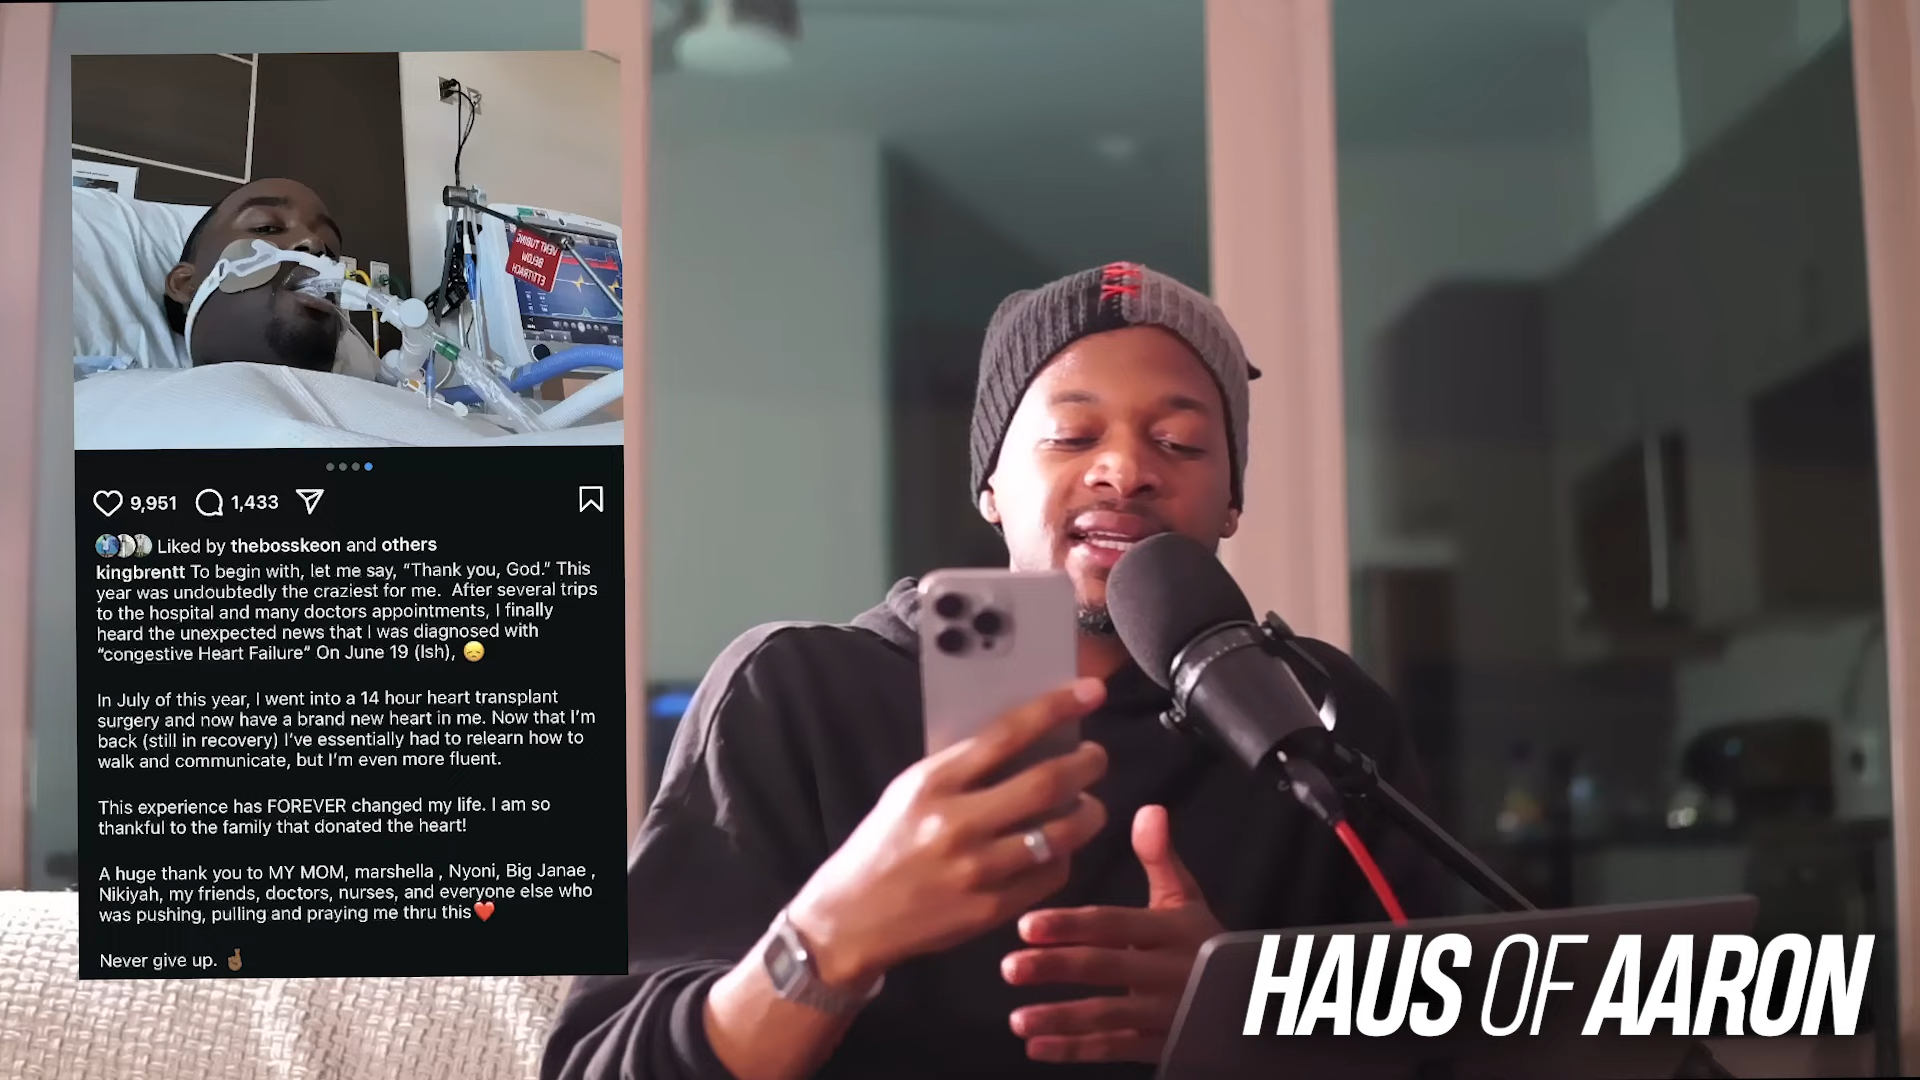 VENT TUBING
BELOW
ETT/TRACH
9,951 1,433
Liked by thebosskeon and others
kingbrentt To begin with, let me say, “Thank you, God.” This
year was undoubtedly the craziest for me. After several trips
to the hospital and many doctors appointments, I finally
heard the unexpected news that I was diagnosed with
“congestive Heart Failure” On June 19 (Ish), 😞
In July of this year, I went into a 14 hour heart transplant
surgery and now have a brand new heart in me. Now that I’m
back (still in recovery) I’ve essentially had to relearn how to
walk and communicate, but I’m even more fluent.
This experience has FOREVER changed my life. I am so
thankful to the family that donated the heart!
A huge thank you to MY MOM, marshella , Nyoni, Big Janae ,
Nikiyah, my friends, doctors, nurses, and everyone else who
was pushing, pulling and praying me thru this❤️
Never give up. 🤞🏾
HAUS OF AARON